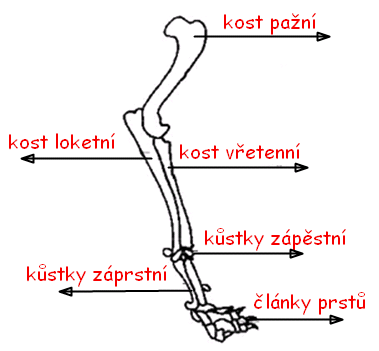 kost pažní
kost loketní
kost vřetenní
kůstky zápěstní
kůstky záprstní
články prstů